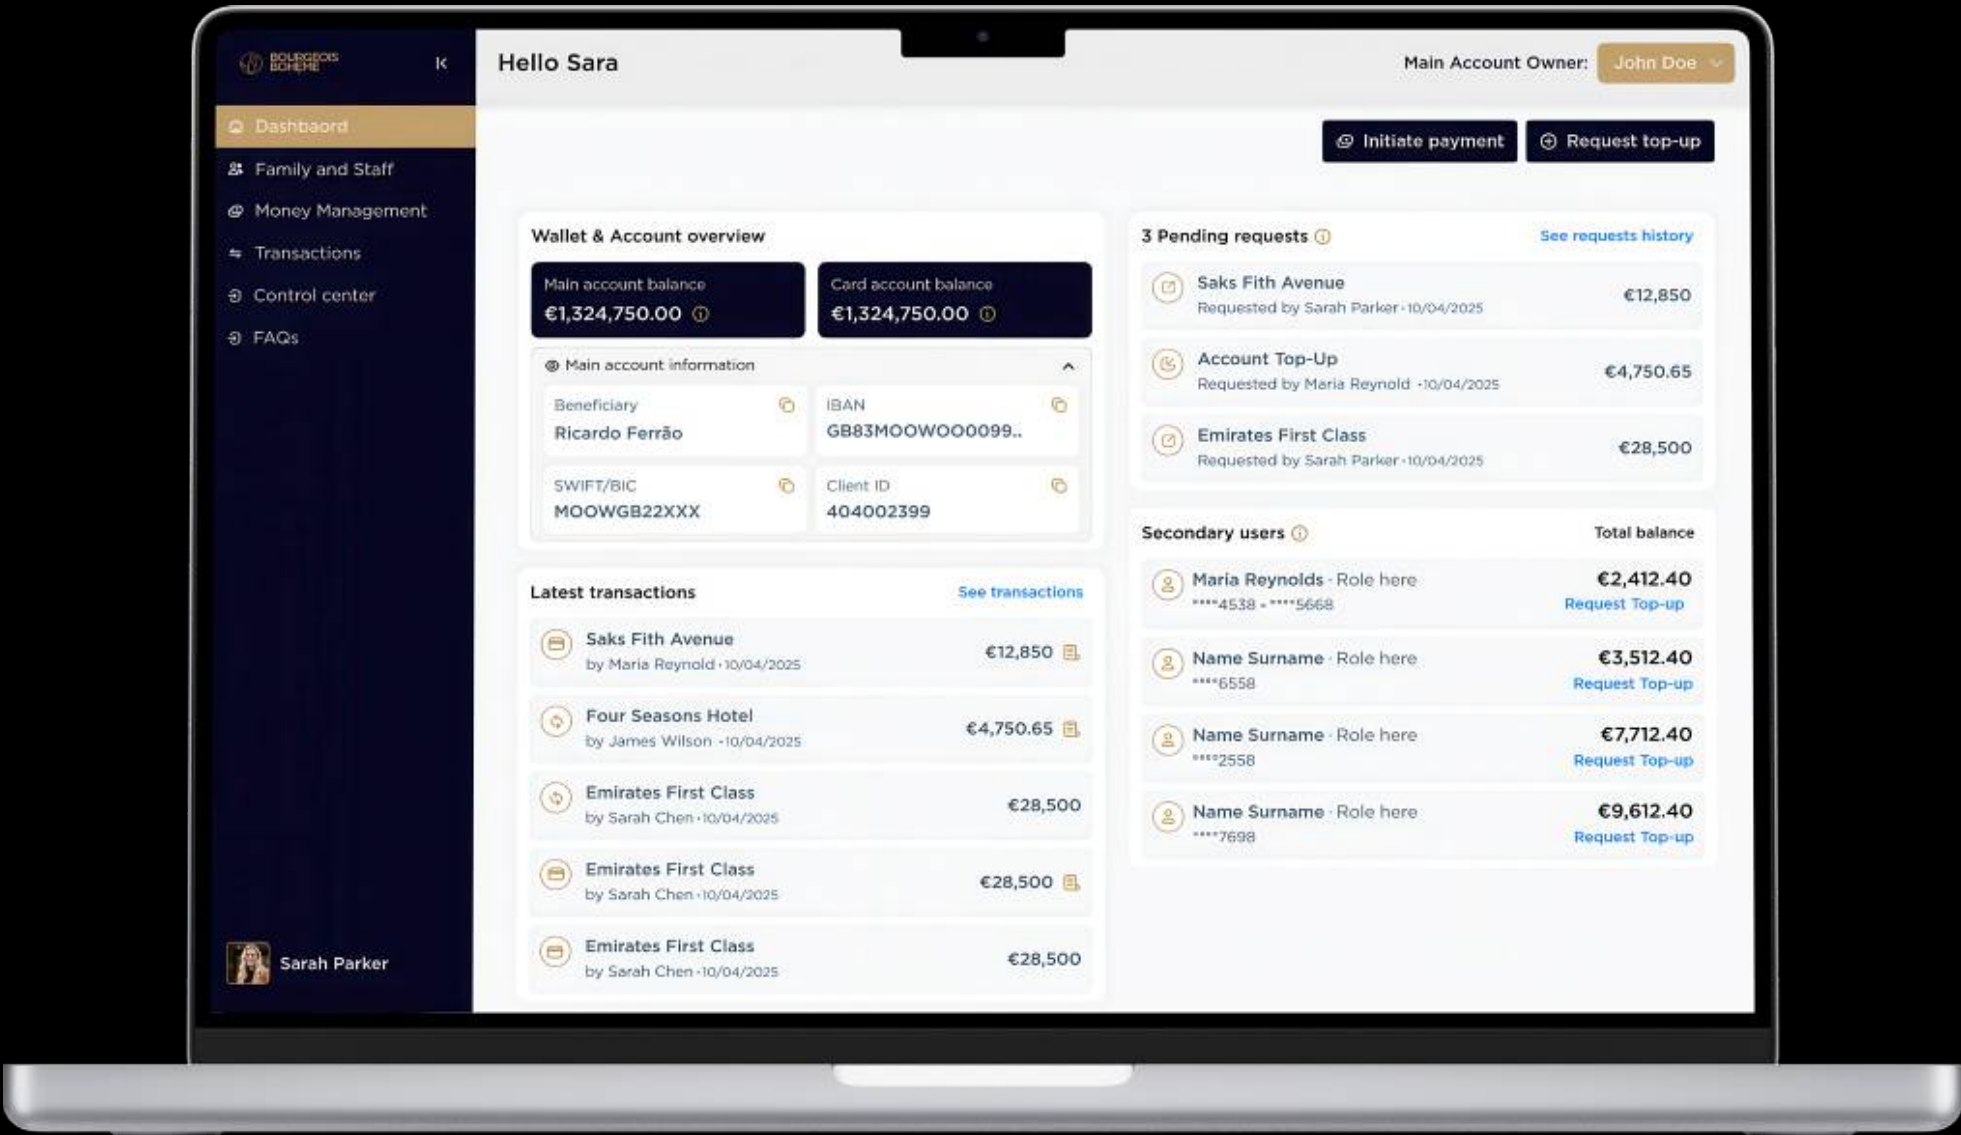 BOURGEOIS
BOHEME
Hello Sara
Main Account Owner:
John Doe
Dashbaord
Family and Staff
Money Management
Transactions
Control center
FAQs
Sarah Parker
Initiate payment
Request top-up
Wallet & Account overview
Main account balance
€1,324,750.00
Card account balance
€1,324,750.00
Main account information
Beneficiary
Ricardo Ferrão
IBAN
GB83MOOWOO0099..
SWIFT/BIC
MOOWGB22XXX
Client ID
404002399
Latest transactions
See transactions
Saks Fith Avenue
by Maria Reynold · 10/04/2025
€12,850
Four Seasons Hotel
by James Wilson · 10/04/2025
€4,750.65
Emirates First Class
by Sarah Chen · 10/04/2025
€28,500
Emirates First Class
by Sarah Chen · 10/04/2025
€28,500
Emirates First Class
by Sarah Chen · 10/04/2025
€28,500
3 Pending requests
See requests history
Saks Fith Avenue
Requested by Sarah Parker · 10/04/2025
€12,850
Account Top-Up
Requested by Maria Reynold · 10/04/2025
€4,750.65
Emirates First Class
Requested by Sarah Parker · 10/04/2025
€28,500
Secondary users
Total balance
Maria Reynolds · Role here
****4538 - ****5668
€2,412.40
Request Top-up
Name Surname · Role here
****6558
€3,512.40
Request Top-up
Name Surname · Role here
****2558
€7,712.40
Request Top-up
Name Surname · Role here
****7698
€9,612.40
Request Top-up